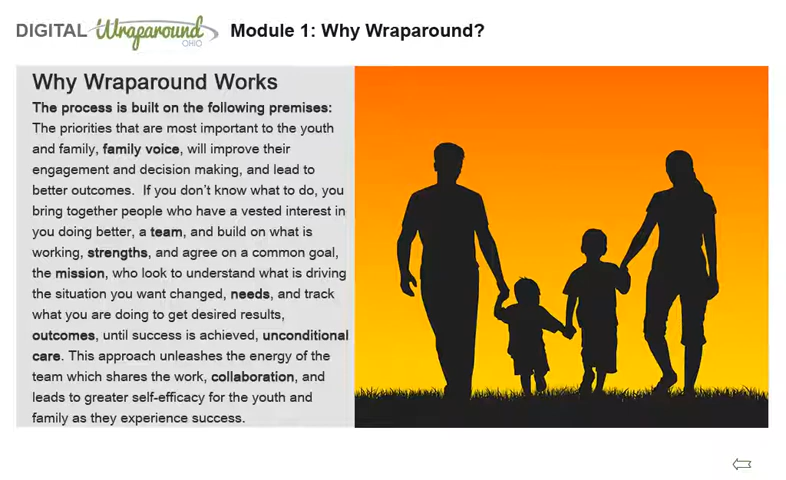 DIGITAL Wraparound OHIO Module 1: Why Wraparound?
Why Wraparound Works
The process is built on the following premises:
The priorities that are most important to the youth
and family, family voice, will improve their
engagement and decision making, and lead to
better outcomes.  If you don't know what to do, you
bring together people who have a vested interest in
you doing better, a team, and build on what is
working, strengths, and agree on a common goal,
the mission, who look to understand what is driving
the situation you want changed, needs, and track
what you are doing to get desired results,
outcomes, until success is achieved, unconditional
care. This approach unleashes the energy of the
team which shares the work, collaboration, and
leads to greater self-efficacy for the youth and
family as they experience success.